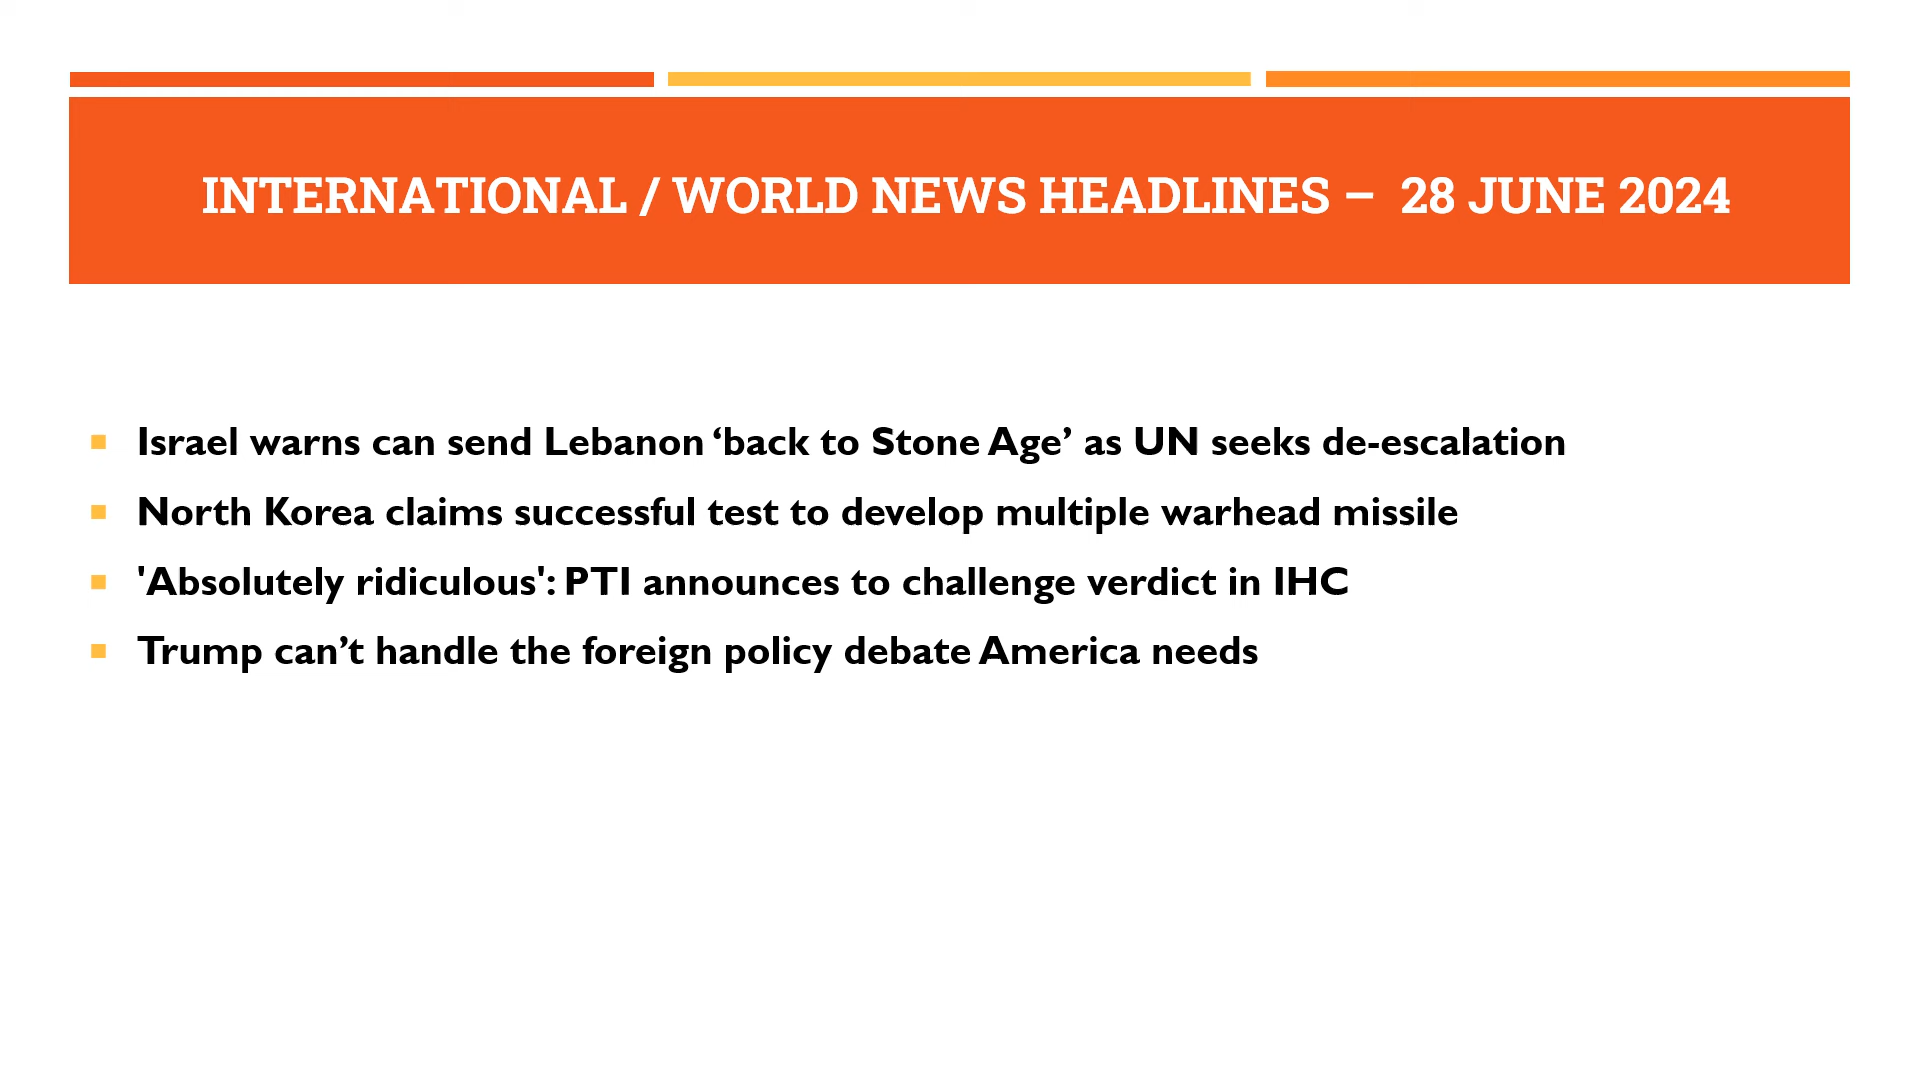 INTERNATIONAL / WORLD NEWS HEADLINES – 28 JUNE 2024
Israel warns can send Lebanon ‘back to Stone Age’ as UN seeks de-escalation
North Korea claims successful test to develop multiple warhead missile
'Absolutely ridiculous': PTI announces to challenge verdict in IHC
Trump can’t handle the foreign policy debate America needs